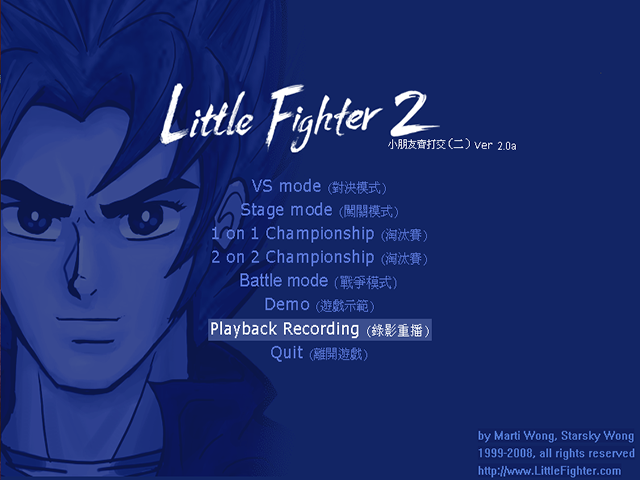 Little Fighter 2
小朋友齊打交(二) Ver 2.0a
VS mode (對決模式)
Stage mode (闖關模式)
1 on 1 Championship (淘汰賽)
2 on 2 Championship (淘汰賽)
Battle mode (戰爭模式)
Demo (遊戲示範)
Playback Recording (錄影重播)
Quit (離開遊戲)
by Marti Wong, Starsky Wong
1999-2008, all rights reserved
http://www.LittleFighter.com